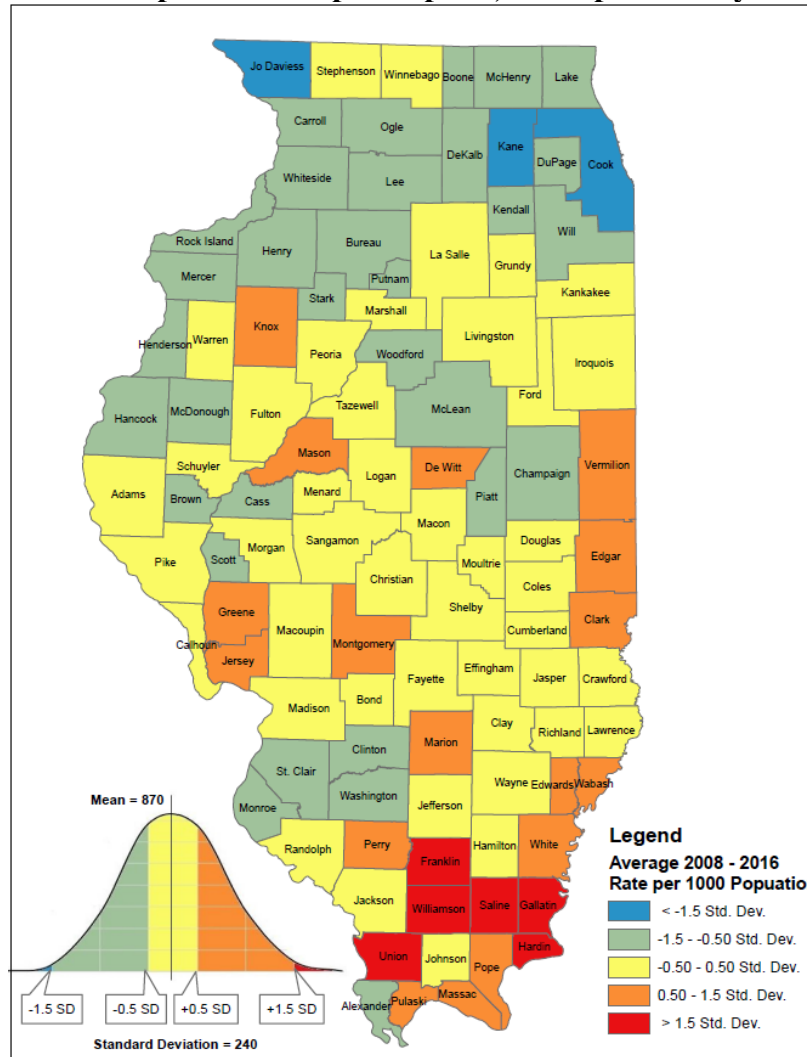 Jo Daviess
Stephenson
Winnebago
Boone
McHenry
Lake
Carroll
Ogle
DeKalb
Kane
Cook
DuPage
Whiteside
Lee
Kendall
Will
Rock Island
Henry
Bureau
La Salle
Grundy
Mercer
Putnam
Kankakee
Stark
Marshall
Knox
Livingston
Iroquois
Henderson
Warren
Peoria
Woodford
Ford
Hancock
McDonough
Fulton
Tazewell
McLean
Mason
Schuyler
Logan
De Witt
Champaign
Vermilion
Adams
Brown
Cass
Menard
Piatt
Macon
Pike
Scott
Morgan
Sangamon
Douglas
Edgar
Christian
Moultrie
Coles
Greene
Macoupin
Montgomery
Shelby
Cumberland
Clark
Calhoun
Jersey
Fayette
Effingham
Jasper
Crawford
Madison
Bond
Clay
Richland
Lawrence
Clinton
Marion
St. Clair
Wayne
Edwards
Wabash
Monroe
Washington
Jefferson
Randolph
Perry
Franklin
Hamilton
White
Jackson
Williamson
Saline
Gallatin
Union
Johnson
Pope
Hardin
Alexander
Pulaski
Massac
Mean = 870
-1.5 SD
-0.5 SD
+0.5 SD
+1.5 SD
Standard Deviation = 240
Legend
Average 2008 - 2016
Rate per 1000 Popuatio
< -1.5 Std. Dev.
-1.5 - -0.50 Std. Dev.
-0.50 - 0.50 Std. Dev.
0.50 - 1.5 Std. Dev.
> 1.5 Std. Dev.